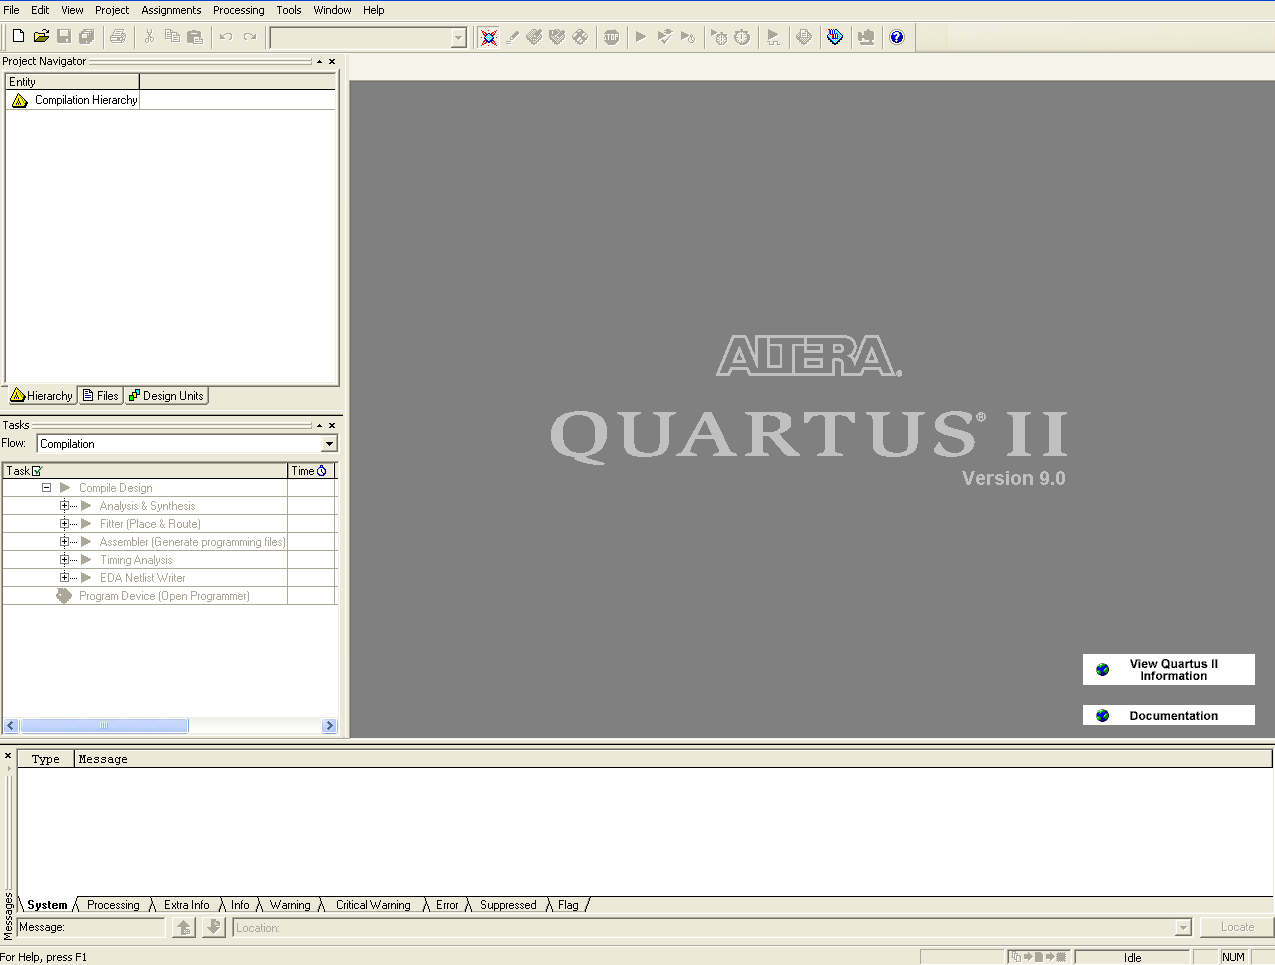 File Edit View Project Assignments Processing Tools Window Help
STOP
Project Navigator
Entity
Compilation Hierarchy
Hierarchy Files Design Units
Tasks
Flow: Compilation
Task Time
Compile Design
Analysis & Synthesis
Fitter (Place & Route)
Assembler (Generate programming files)
Timing Analysis
EDA Netlist Writer
Program Device (Open Programmer)
ALTERA®
QUARTUS® II
Version 9.0
View Quartus II
Information
Documentation
Type Message
System Processing Extra Info Info Warning Critical Warning Error Suppressed Flag
Messages
Message: Location: Locate
For Help, press F1 Idle NUM